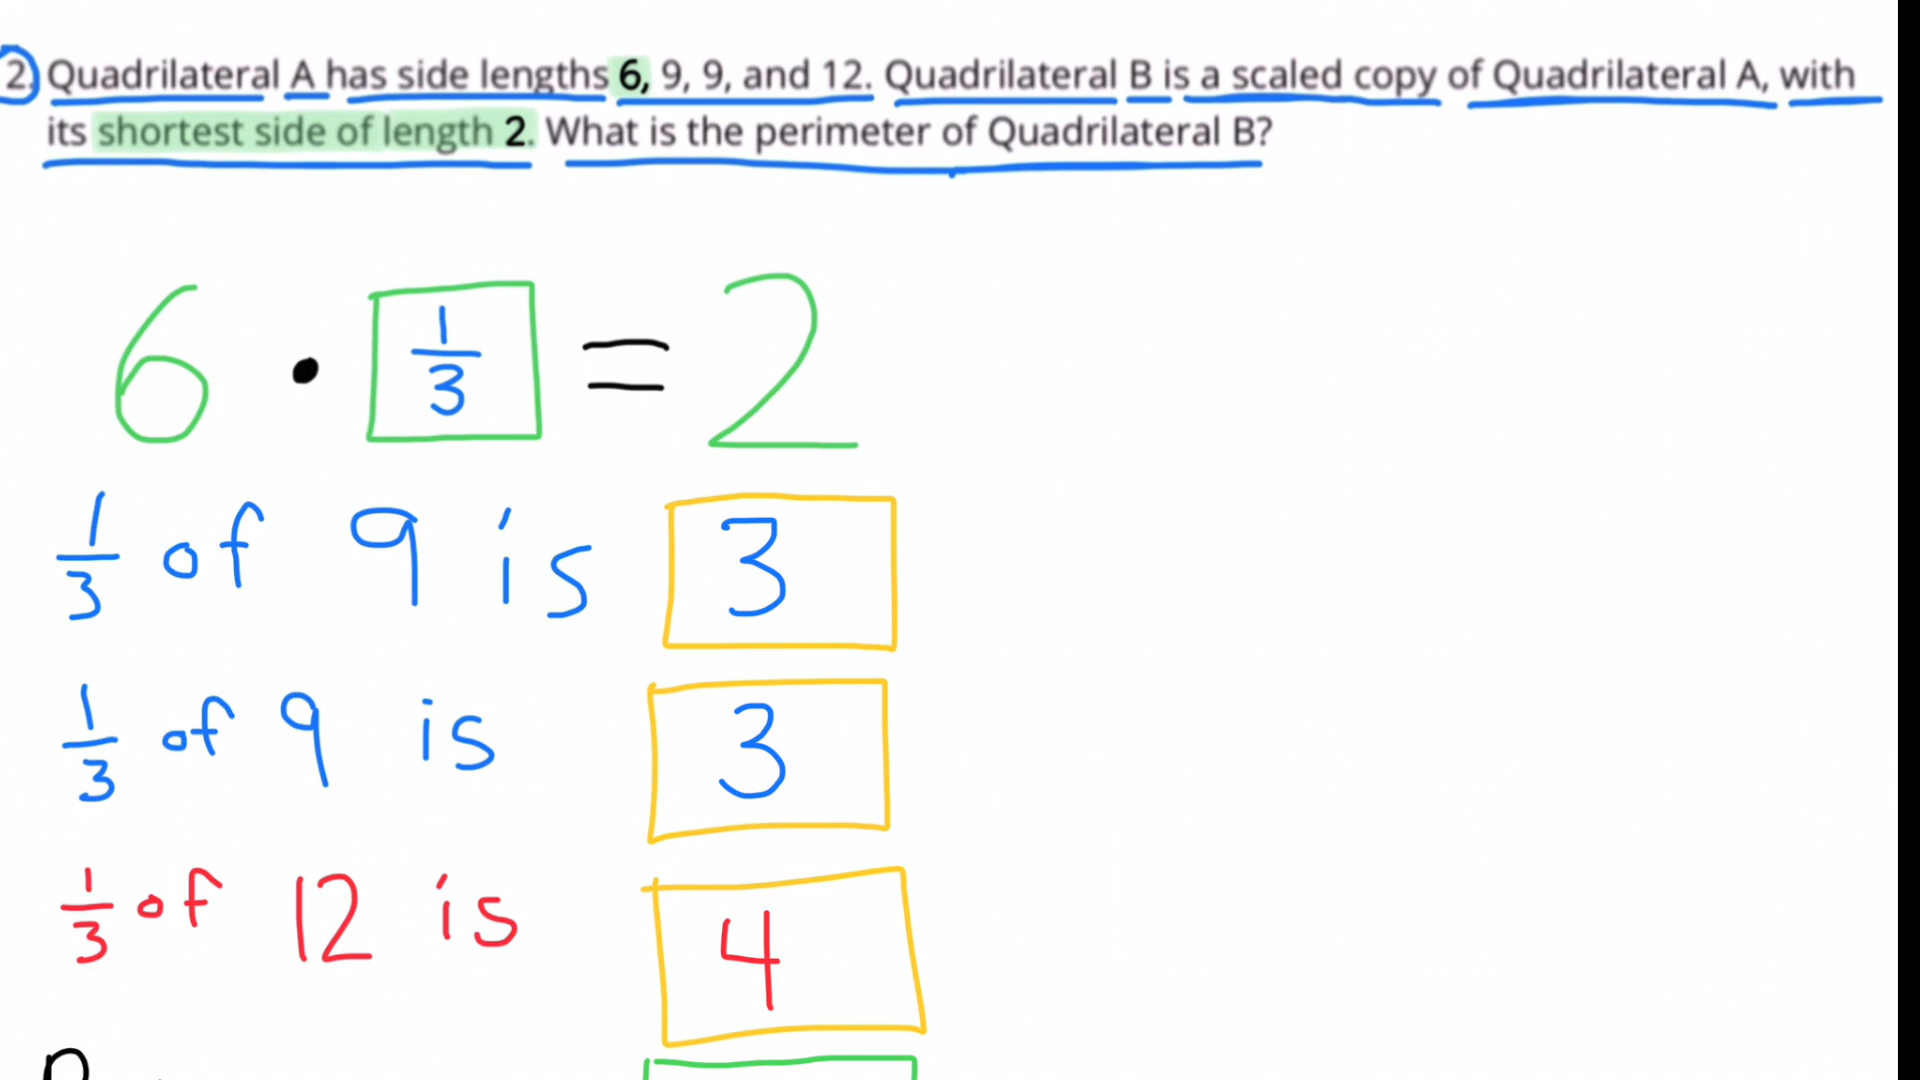 2. Quadrilateral A has side lengths 6, 9, 9, and 12. Quadrilateral B is a scaled copy of Quadrilateral A, with
its shortest side of length 2. What is the perimeter of Quadrilateral B?
6 • 1/3 = 2
1/3 of 9 is 3
1/3 of 9 is 3
1/3 of 12 is 4